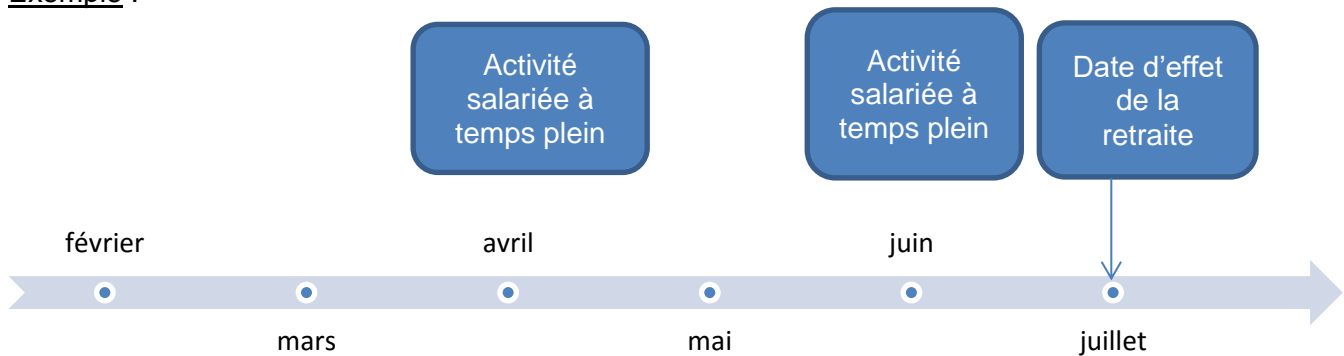 Exemple :
Activité
salariée à
temps plein
Activité
salariée à
temps plein
Date d’effet
de la
retraite
février
avril
juin
mars
mai
juillet